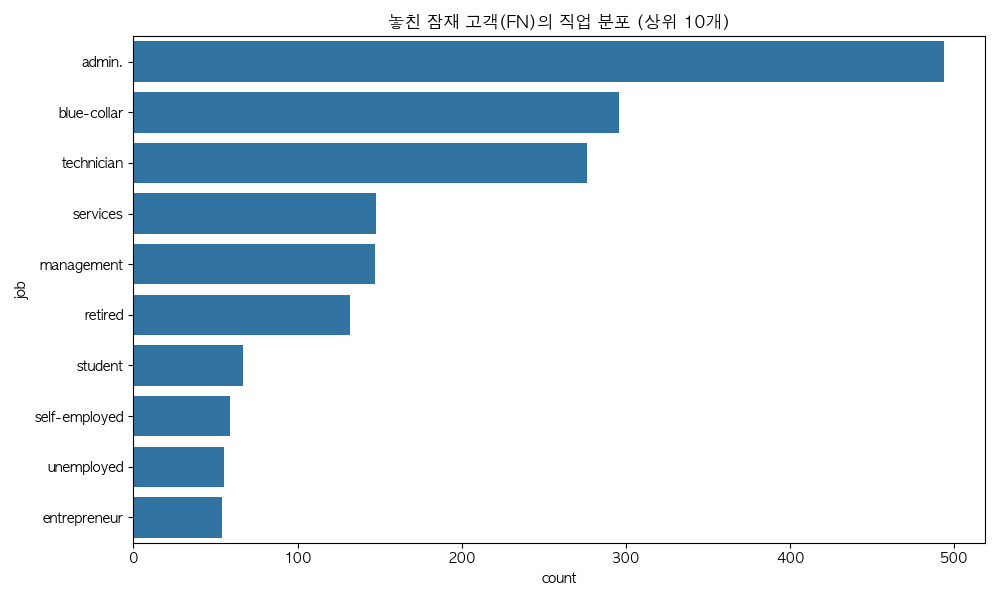 놓친 잠재 고객(FN)의 직업 분포 (상위 10개)
admin.
blue-collar
technician
services
management
retired
student
self-employed
unemployed
entrepreneur
job
0 100 200 300 400 500
count